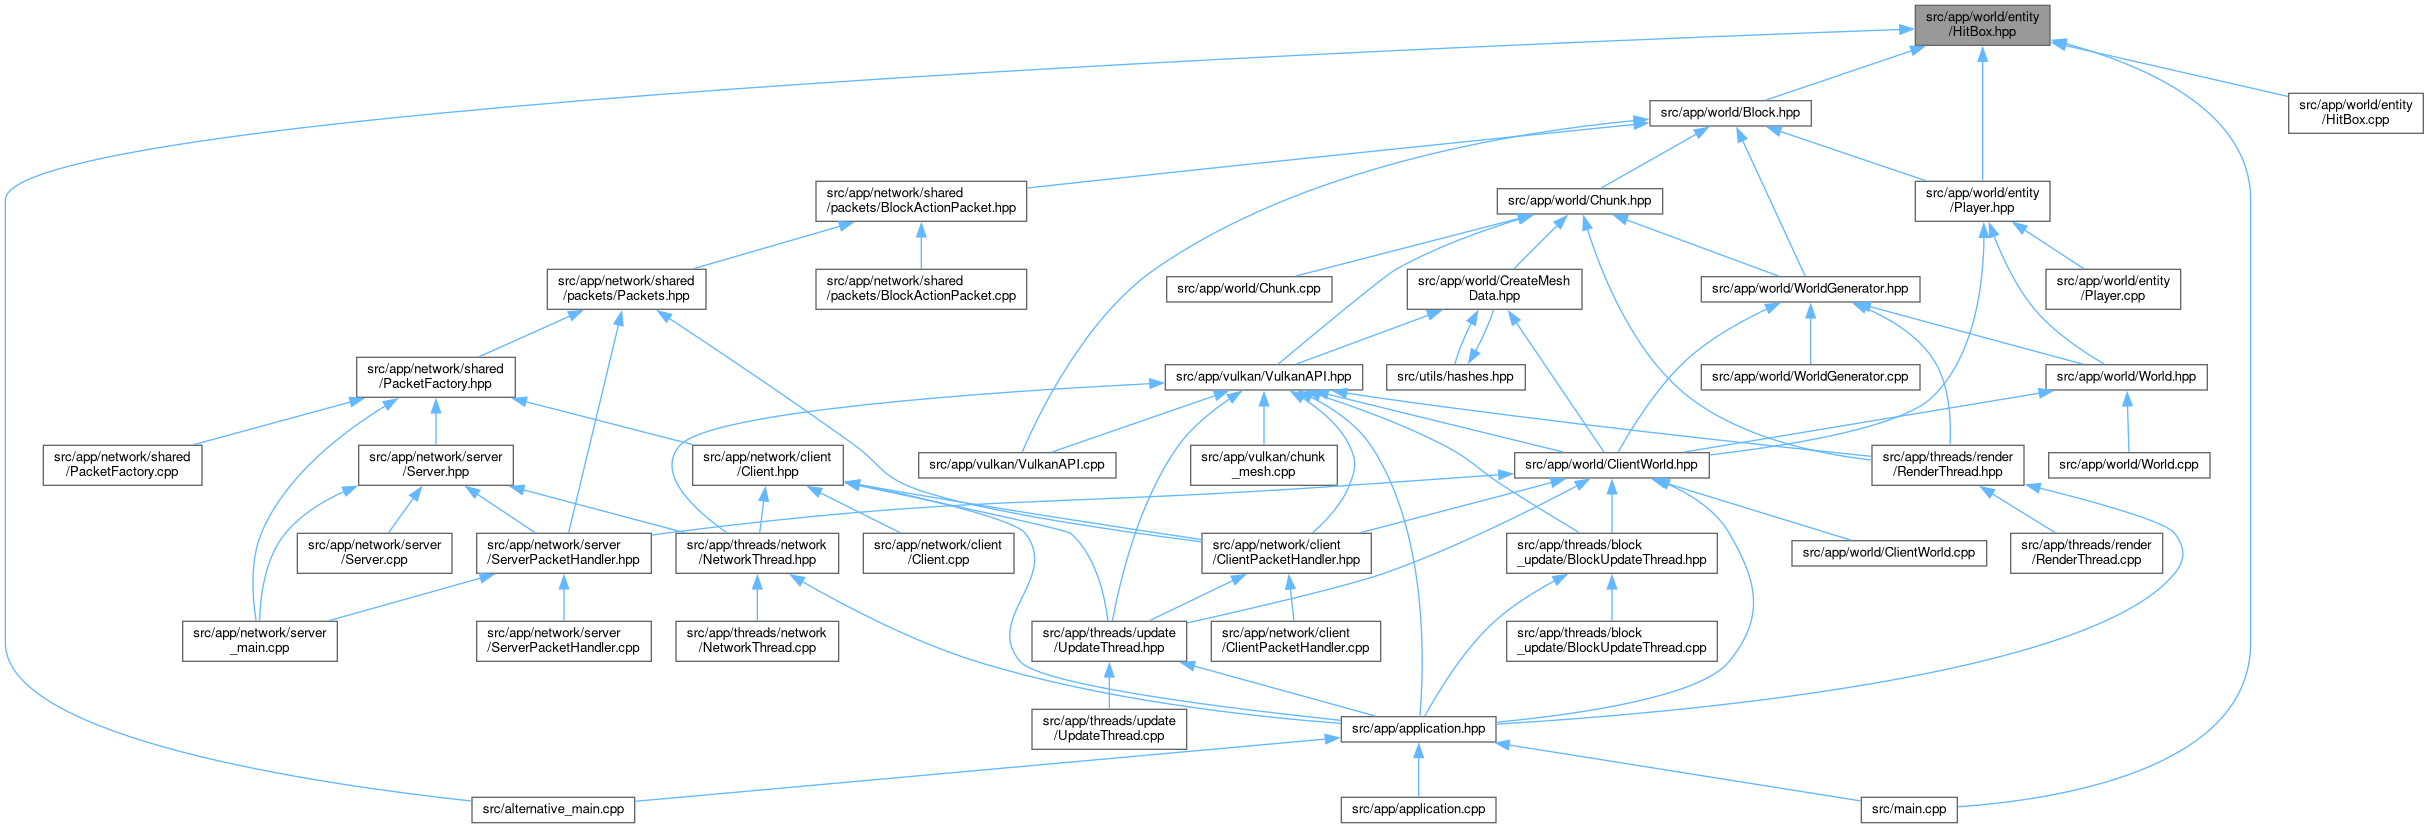 src/app/world/entity
/HitBox.hpp
src/app/world/Block.hpp
src/app/world/entity
/HitBox.cpp
src/app/network/shared
/packets/BlockActionPacket.hpp
src/app/world/Chunk.hpp
src/app/world/entity
/Player.hpp
src/app/network/shared
/packets/Packets.hpp
src/app/network/shared
/packets/BlockActionPacket.cpp
src/app/world/Chunk.cpp
src/app/world/CreateMesh
Data.hpp
src/app/world/WorldGenerator.hpp
src/app/world/entity
/Player.cpp
src/app/network/shared
/PacketFactory.hpp
src/app/vulkan/VulkanAPI.hpp
src/utils/hashes.hpp
src/app/world/WorldGenerator.cpp
src/app/world/World.hpp
src/app/network/shared
/PacketFactory.cpp
src/app/network/server
/Server.hpp
src/app/network/client
/Client.hpp
src/app/vulkan/VulkanAPI.cpp
src/app/vulkan/chunk
_mesh.cpp
src/app/world/ClientWorld.hpp
src/app/threads/render
/RenderThread.hpp
src/app/world/World.cpp
src/app/network/server
/Server.cpp
src/app/network/server
/ServerPacketHandler.hpp
src/app/threads/network
/NetworkThread.hpp
src/app/network/client
/Client.cpp
src/app/network/client
/ClientPacketHandler.hpp
src/app/threads/block
_update/BlockUpdateThread.hpp
src/app/world/ClientWorld.cpp
src/app/threads/render
/RenderThread.cpp
src/app/network/server
_main.cpp
src/app/network/server
/ServerPacketHandler.cpp
src/app/threads/network
/NetworkThread.cpp
src/app/threads/update
/UpdateThread.hpp
src/app/network/client
/ClientPacketHandler.cpp
src/app/threads/block
_update/BlockUpdateThread.cpp
src/app/threads/update
/UpdateThread.cpp
src/app/application.hpp
src/alternative_main.cpp
src/app/application.cpp
src/main.cpp